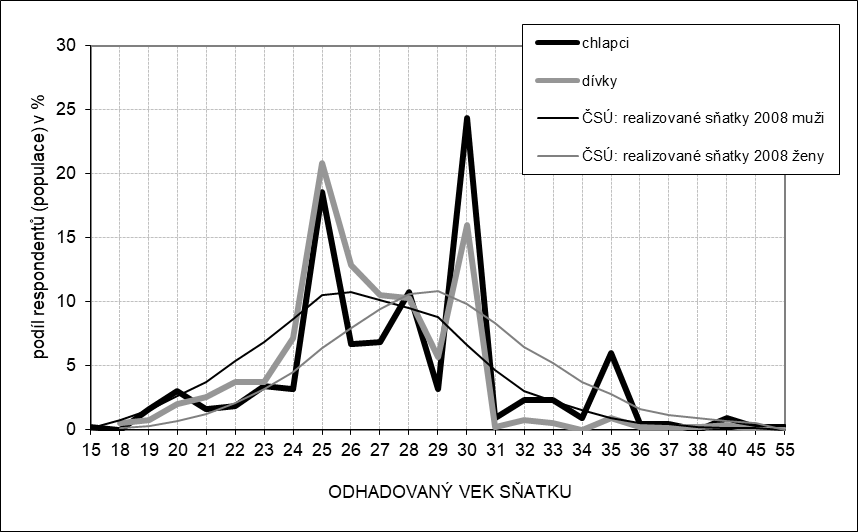 chlapci
dívky
ČSÚ: realizované sňatky 2008 muži
ČSÚ: realizované sňatky 2008 ženy
podíl respondentů (populace) v %
30
25
20
15
10
5
0
15 18 19 20 21 22 23 24 25 26 27 28 29 30 31 32 33 34 35 36 37 38 40 45 55
ODHADOVANÝ VEK SŇATKU